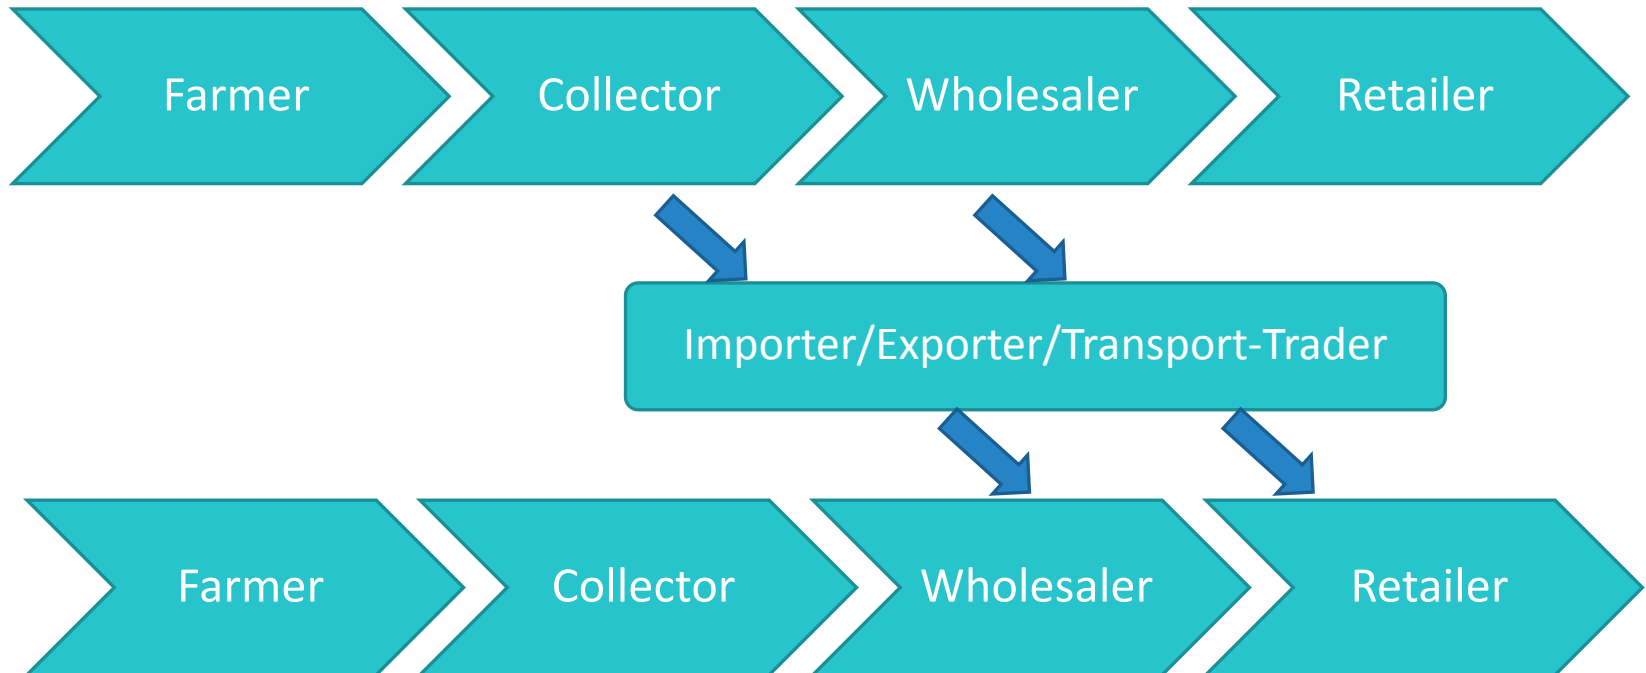 Farmer
Collector
Wholesaler
Retailer
Importer/Exporter/Transport-Trader
Farmer
Collector
Wholesaler
Retailer